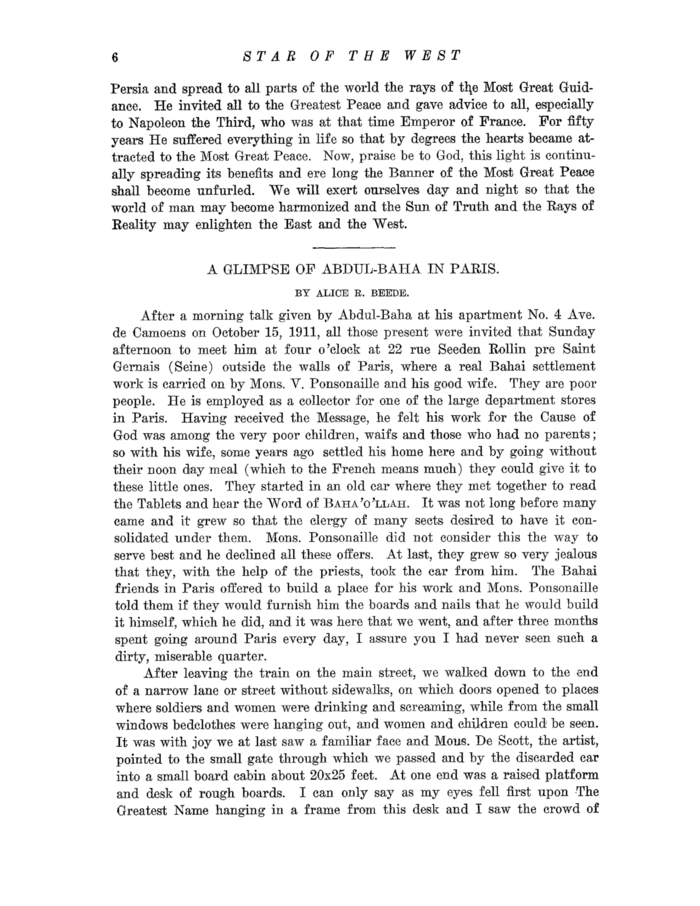 6 STAR OF THE WEST
Persia and spread to all parts of the world the rays of the Most Great Guid-
ance. He invited all to the Greatest Peace and gave advice to all, especially
to Napoleon the Third, who was at that time Emperor of France. For fifty
years He suffered everything in life so that by degrees the hearts became at-
tracted to the Most Great Peace. Now, praise be to God, this light is continu-
ally spreading its benefits and ere long the Banner of the Most Great Peace
shall become unfurled. We will exert ourselves day and night so that the
world of man may become harmonized and the Sun of Truth and the Rays of
Reality may enlighten the East and the West.
A GLIMPSE OF ABDUL-BAHA IN PARIS.
BY ALICE R. BEEDE.
After a morning talk given by Abdul-Baha at his apartment No. 4 Ave.
de Camoens on October 15, 1911, all those present were invited that Sunday
afternoon to meet him at four o'clock at 22 rue Seeden Rollin pre Saint
Gernais (Seine) outside the walls of Paris, where a real Bahai settlement
work is carried on by Mons. V. Ponsonaille and his good wife. They are poor
people. He is employed as a collector for one of the large department stores
in Paris. Having received the Message, he felt his work for the Cause of
God was among the very poor children, waifs and those who had no parents;
so with his wife, some years ago settled his home here and by going without
their noon day meal (which to the French means much) they could give it to
these little ones. They started in an old car where they met together to read
the Tablets and hear the Word of BAHA'O'LLAH. It was not long before many
came and it grew so that the clergy of many sects desired to have it con-
solidated under them. Mons. Ponsonaille did not consider this the way to
serve best and he declined all these offers. At last, they grew so very jealous
that they, with the help of the priests, took the car from him. The Bahai
friends in Paris offered to build a place for his work and Mons. Ponsonaille
told them if they would furnish him the boards and nails that he would build
it himself, which he did, and it was here that we went, and after three months
spent going around Paris every day, I assure you I had never seen such a
dirty, miserable quarter.
After leaving the train on the main street, we walked down to the end
of a narrow lane or street without sidewalks, on which doors opened to places
where soldiers and women were drinking and screaming, while from the small
windows bedclothes were hanging out, and women and children could be seen.
It was with joy we at last saw a familiar face and Mons. De Scott, the artist,
pointed to the small gate through which we passed and by the discarded car
into a small board cabin about 20x25 feet. At one end was a raised platform
and desk of rough boards. I can only say as my eyes fell first upon The
Greatest Name hanging in a frame from this desk and I saw the crowd of